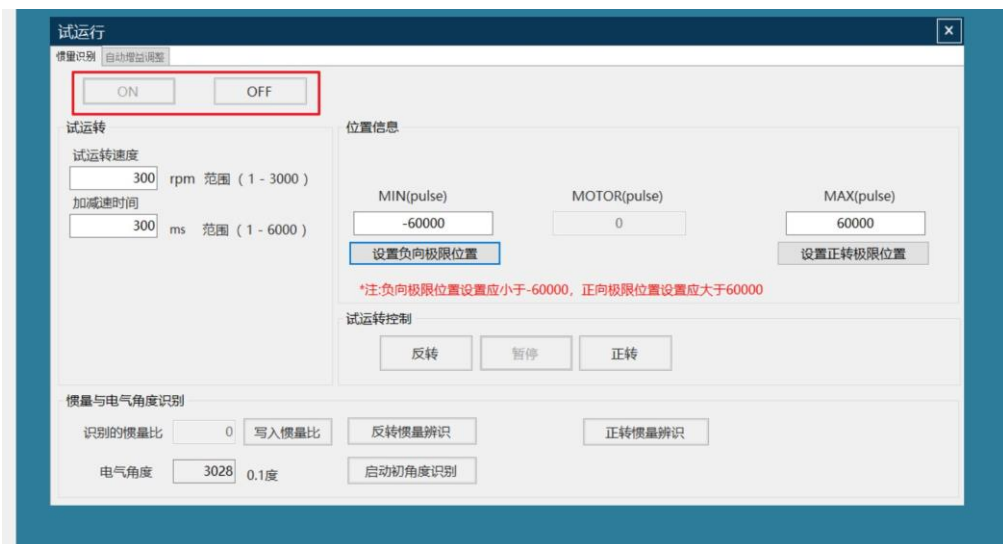 试运行
惯量识别 自动增益调整
ON OFF
试运转
试运转速度
300 rpm 范围 ( 1 - 3000 )
加减速时间
300 ms 范围 ( 1 - 6000 )
位置信息
MIN(pulse) MOTOR(pulse) MAX(pulse)
-60000 0 60000
设置负向极限位置 设置正转极限位置
*注:负向极限位置设置应小于-60000，正向极限位置设置应大于60000
试运转控制
反转 暂停 正转
惯量与电气角度识别
识别的惯量比 0 写入惯量比 反转惯量辨识 正转惯量辨识
电气角度 3028 0.1度 启动初角度识别